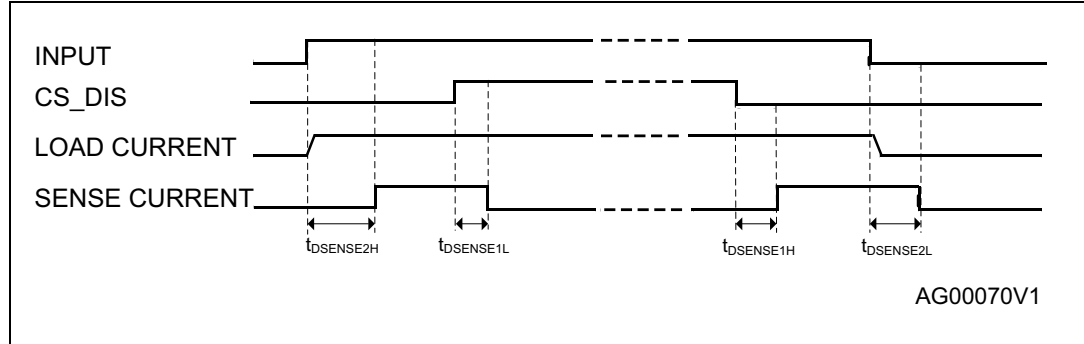 INPUT
CS_DIS
LOAD CURRENT
SENSE CURRENT
tDSENSE2H
tDSENSE1L
tDSENSE1H
tDSENSE2L
AG00070V1